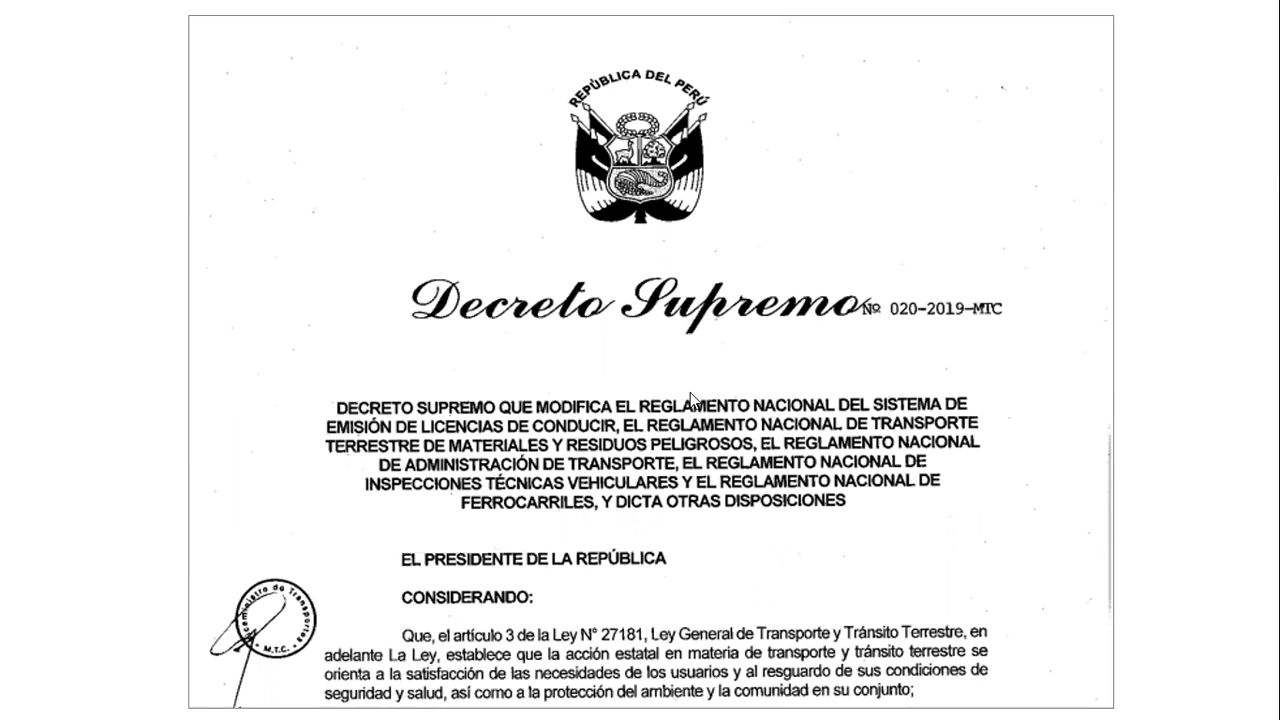 REPÚBLICA DEL PERÚ
Decreto Supremo Nº 020-2019-MTC
DECRETO SUPREMO QUE MODIFICA EL REGLAMENTO NACIONAL DEL SISTEMA DE
EMISIÓN DE LICENCIAS DE CONDUCIR, EL REGLAMENTO NACIONAL DE TRANSPORTE
TERRESTRE DE MATERIALES Y RESIDUOS PELIGROSOS, EL REGLAMENTO NACIONAL
DE ADMINISTRACIÓN DE TRANSPORTE, EL REGLAMENTO NACIONAL DE
INSPECCIONES TÉCNICAS VEHICULARES Y EL REGLAMENTO NACIONAL DE
FERROCARRILES, Y DICTA OTRAS DISPOSICIONES
EL PRESIDENTE DE LA REPÚBLICA
CONSIDERANDO:
Que, el artículo 3 de la Ley N° 27181, Ley General de Transporte y Tránsito Terrestre, en
adelante La Ley, establece que la acción estatal en materia de transporte y tránsito terrestre se
orienta a la satisfacción de las necesidades de los usuarios y al resguardo de sus condiciones de
seguridad y salud, así como a la protección del ambiente y la comunidad en su conjunto;
de Transportes
M.T.C.